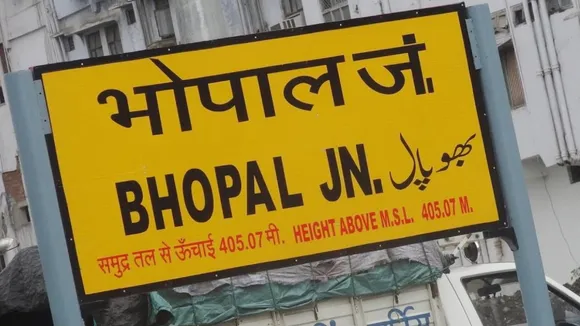 भोपाल जं.
BHOPAL JN. بھوپال
समुद्र तल से ऊँचाई 405.07 मी. HEIGHT ABOVE M.S.L. 405.07 M.